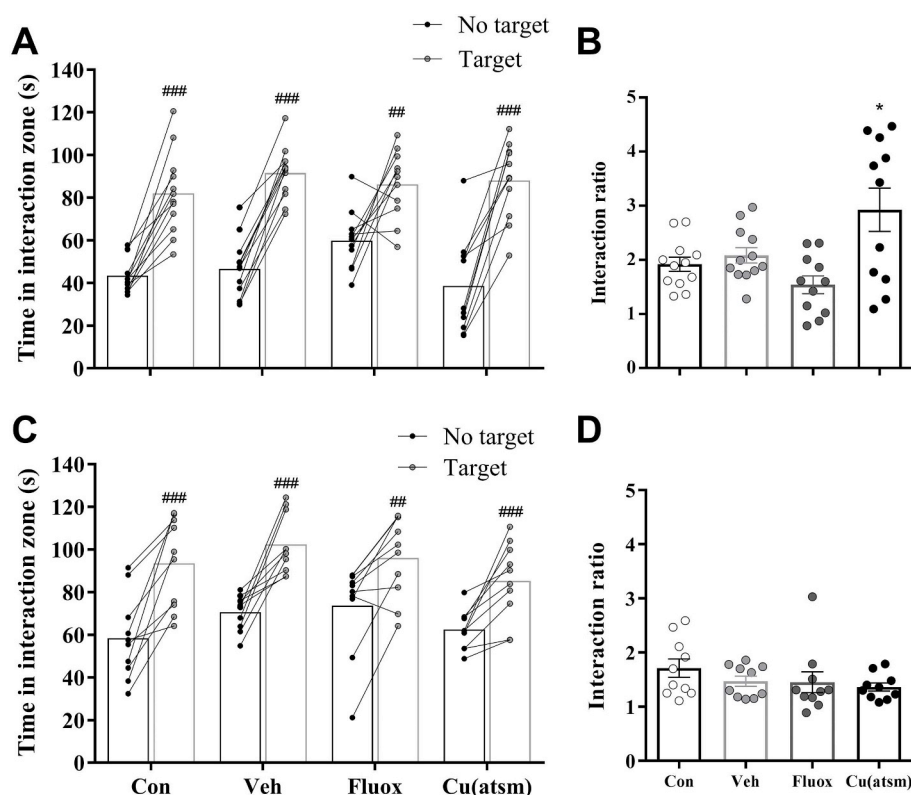 A
No target
Target
Time in interaction zone (s)
140
120
100
80
60
40
20
0
###
###
##
###
B
Interaction ratio
5
4
3
2
1
0
*
C
No target
Target
Time in interaction zone (s)
140
120
100
80
60
40
20
0
###
###
##
###
Con Veh Fluox Cu(atsm)
D
Interaction ratio
5
4
3
2
1
0
Con Veh Fluox Cu(atsm)